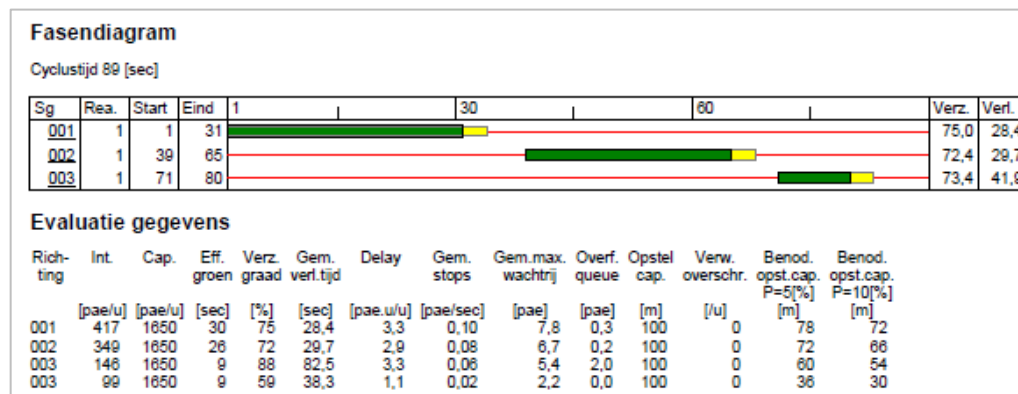 Fasendiagram
Cyclustijd 89 [sec]
Sg Rea. Start Eind 1 30 60 Verz. Verl.
001 1 1 31 75,0 28,4
002 1 39 65 72,4 29,7
003 1 71 80 73,4 41,9
Evaluatie gegevens
Rich- Int. Cap. Eff. Verz. Gem. Delay Gem. Gem.max. Overf. Opstel Verw. Benod. Benod.
ting groen graad verl.tijd stops wachtrij queue cap. overschr. opst.cap. opst.cap.
P=5[%] P=10[%]
[pae/u] [pae/u] [sec] [%] [sec] [pae.u/u] [pae/sec] [pae] [pae] [m] [/u] [m] [m]
001 417 1650 30 75 28,4 3,3 0,10 7,8 0,3 100 0 78 72
002 349 1650 26 72 29,7 2,9 0,08 6,7 0,2 100 0 72 66
003 146 1650 9 88 82,5 3,3 0,06 5,4 2,0 100 0 60 54
003 99 1650 9 59 38,3 1,1 0,02 2,2 0,0 100 0 36 30